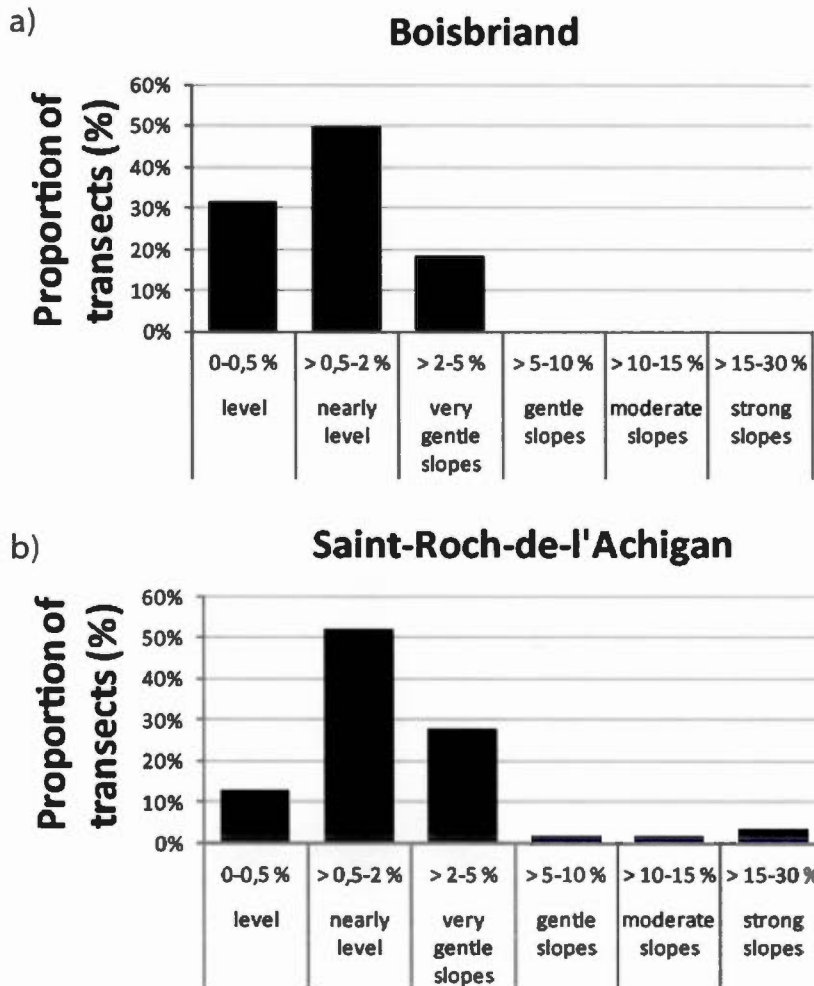 a)
Boisbriand
Proportion of
transects (%)
60%
50%
40%
30%
20%
10%
0%
0-0,5 % > 0,5-2 % > 2-5 % > 5-10 % > 10-15 % > 15-30 %
level nearly very gentle moderate strong
level gentle slopes slopes slopes
slopes
b)
Saint-Roch-de-l'Achigan
Proportion of
transects (%)
60%
50%
40%
30%
20%
10%
0%
0-0,5 % > 0,5-2 % > 2-5 % > 5-10 % > 10-15 % > 15-30 %
level nearly very gentle moderate strong
level gentle slopes slopes slopes
slopes